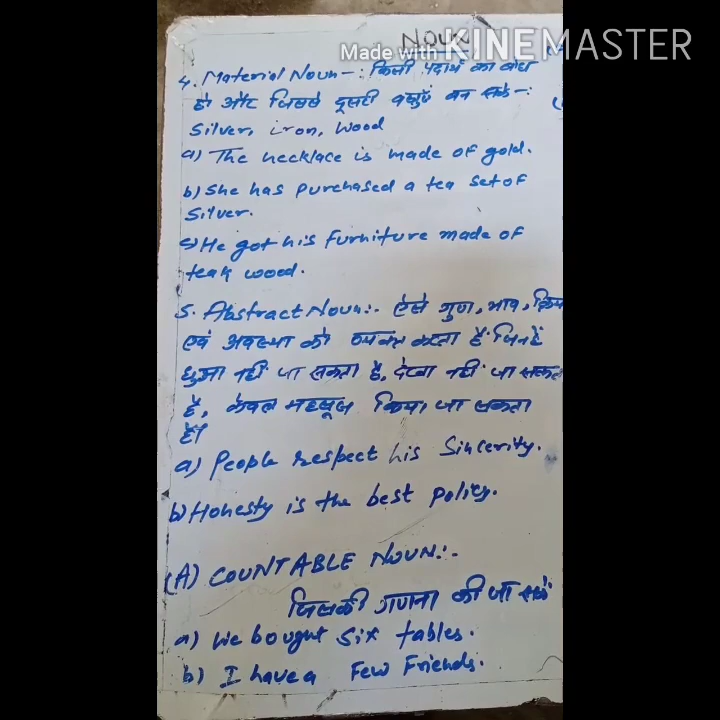 Noun
Made with KINEMASTER
4. Material Noun -: किसी पदार्थ का बोध
हो और जिससे दूसरी वस्तुएं बन सके -:
Silver, iron, Wood
a) The necklace is made of gold.
b) She has purchased a tea set of
Silver.
c) He got his furniture made of
teak wood.
5. Abstract Noun:. ऐसे गुण, भाव, क्रिया
एवं अवस्था को व्यक्त करता है जिन्हें
छुआ नहीं जा सकता है, देखा नहीं जा सकता
है, केवल महसूस किया जा सकता
है।
a) People respect his Sincerity.
b) Honesty is the best policy.
(A) COUNTABLE NOUN:.
जिसकी गणना की जा सके
a) We bought Six tables.
b) I have a Few Friends.